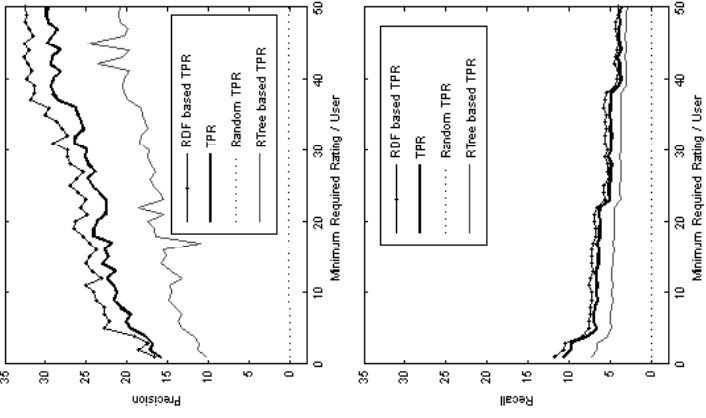 35
30
25
20
15
10
5
0
Precision
RDF based TPR
TPR
Random TPR
RTree based TPR
0
10
20
30
40
50
Minimum Required Rating / User
35
30
25
20
15
10
5
0
Recall
RDF based TPR
TPR
Random TPR
RTree based TPR
0
10
20
30
40
50
Minimum Required Rating / User